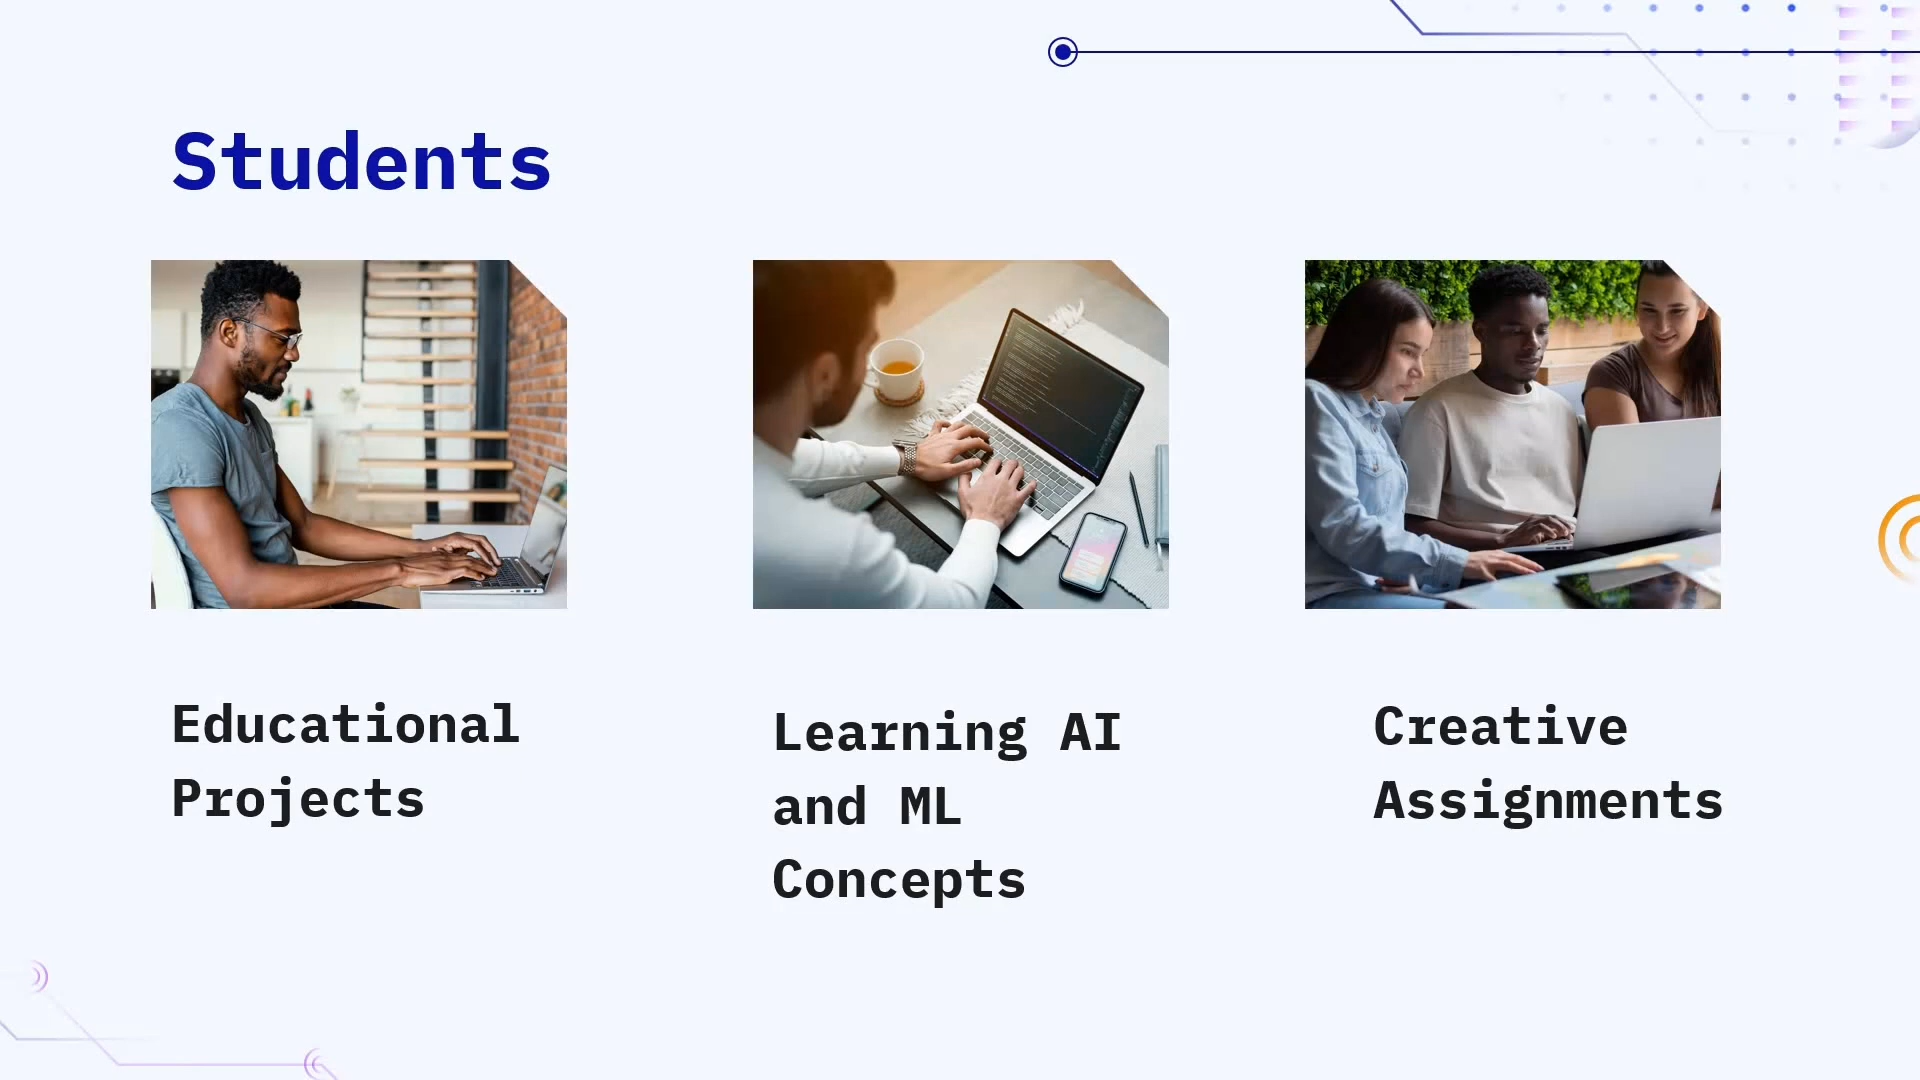 Students
Educational
Projects
Learning AI
and ML
Concepts
Creative
Assignments